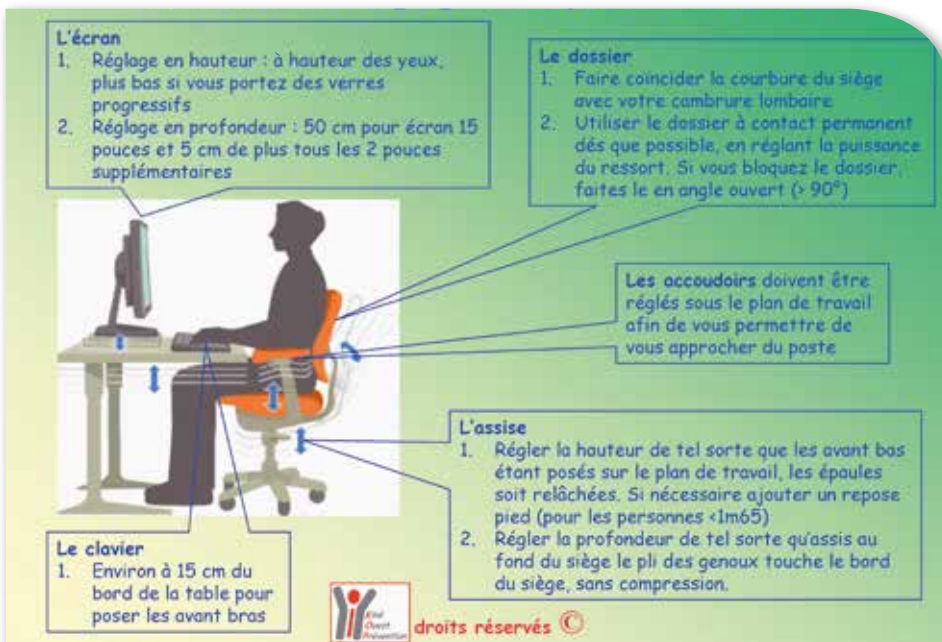 L'écran
1. Réglage en hauteur : à hauteur des yeux,
plus bas si vous portez des verres
progressifs
2. Réglage en profondeur : 50 cm pour écran 15
pouces et 5 cm de plus tous les 2 pouces
supplémentaires
Le dossier
1. Faire coïncider la courbure du siège
avec votre cambrure lombaire
2. Utiliser le dossier à contact permanent
dés que possible, en réglant la puissance
du ressort. Si vous bloquez le dossier,
faites le en angle ouvert (> 90°)
Les accoudoirs doivent être
réglés sous le plan de travail
afin de vous permettre de
vous approcher du poste
L'assise
1. Régler la hauteur de tel sorte que les avant bas
étant posés sur le plan de travail, les épaules
soit relâchées. Si nécessaire ajouter un repose
pied (pour les personnes <1m65)
2. Régler la profondeur de tel sorte qu'assis au
fond du siège le pli des genoux touche le bord
du siège, sans compression.
Le clavier
1. Environ à 15 cm du
bord de la table pour
poser les avant bras
Kiné
Ouest
Prévention
droits réservés ©